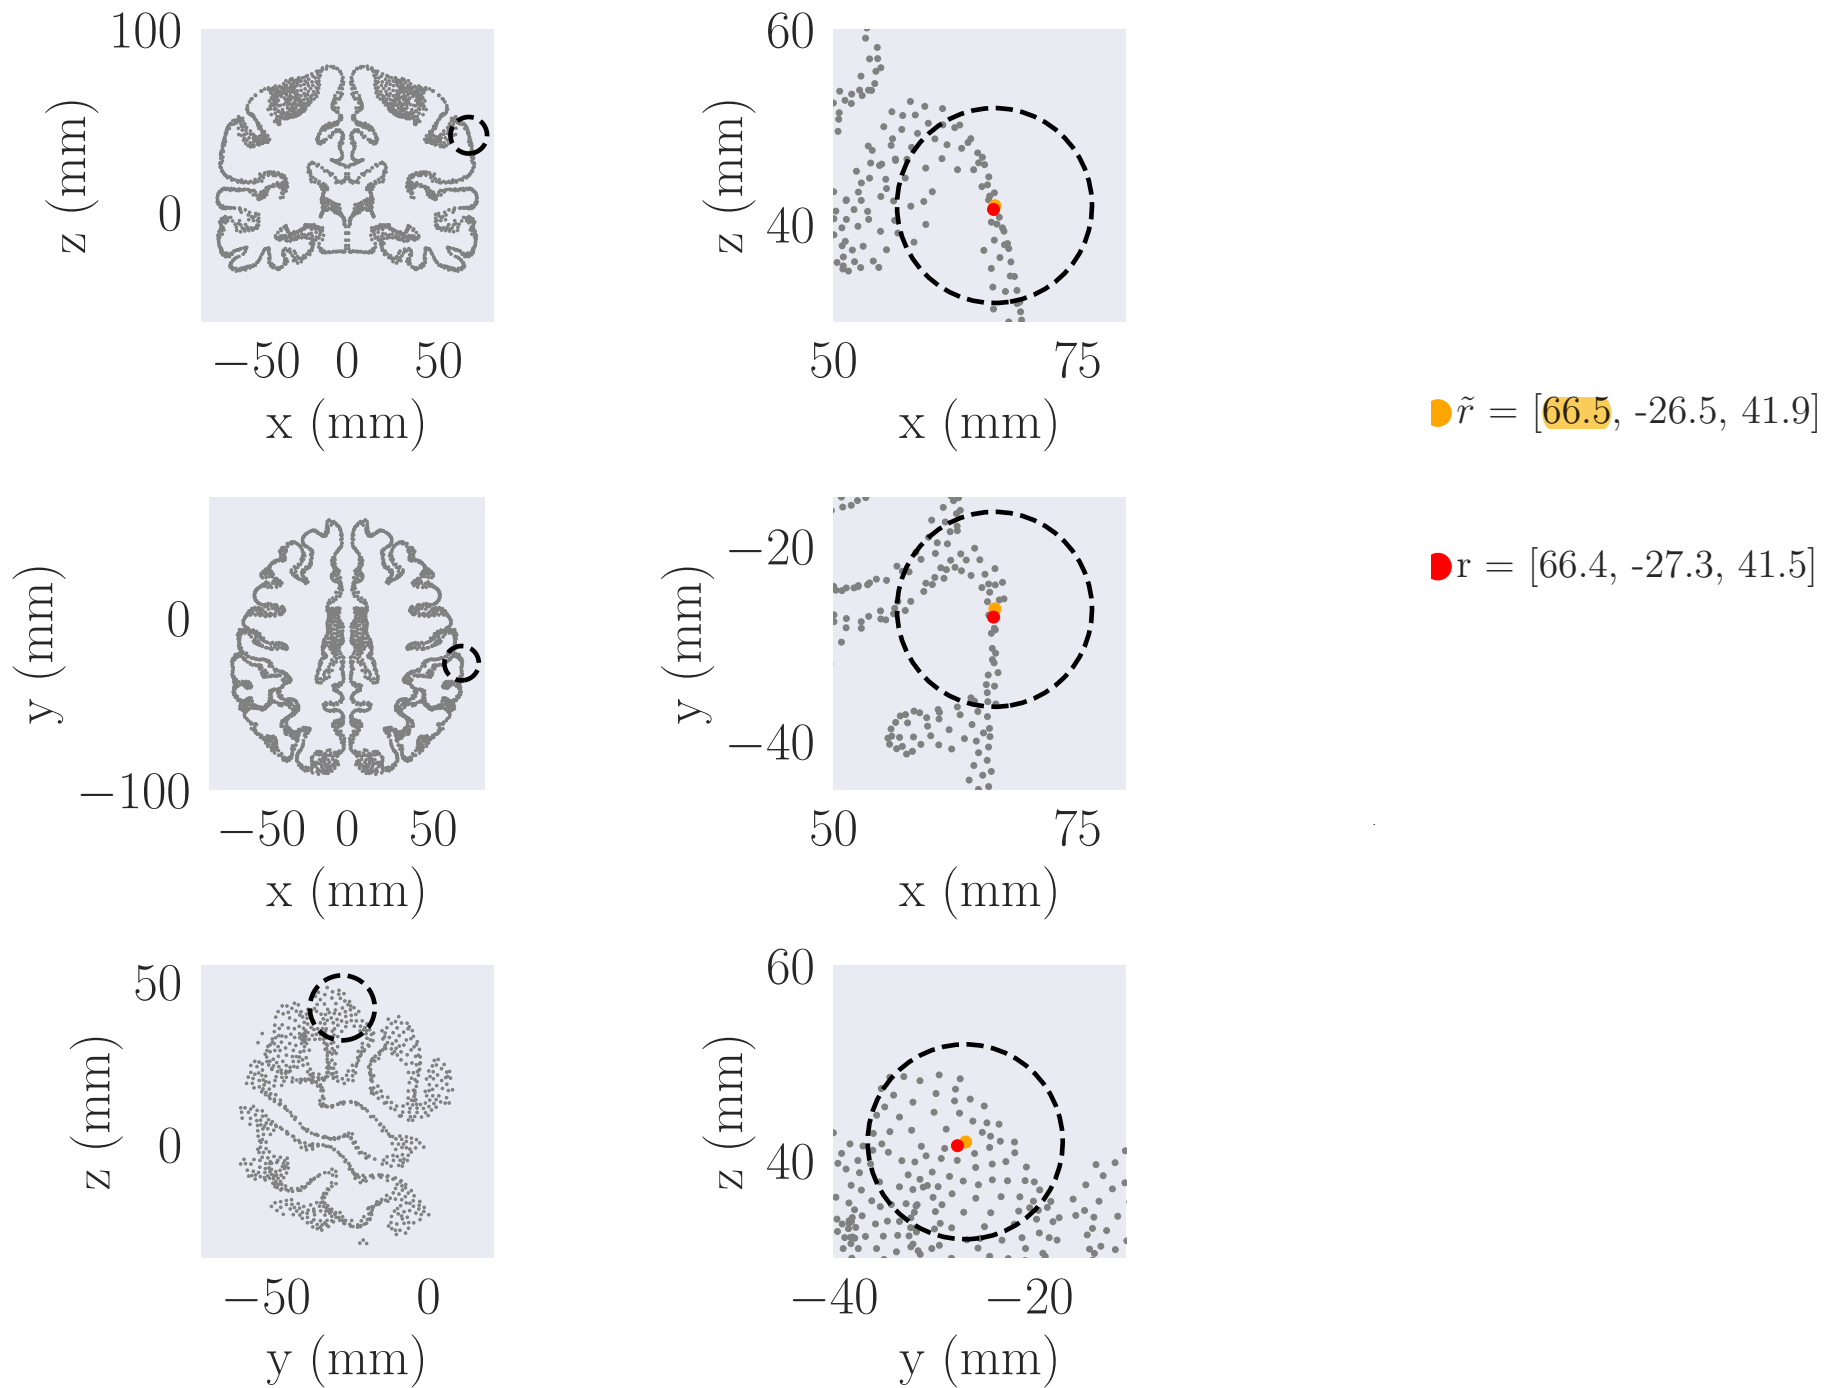 100
0
z (mm)
−50 0 50
x (mm)
60
40
z (mm)
50 75
x (mm)
r̃ = [66.5, -26.5, 41.9]
r = [66.4, -27.3, 41.5]
0
−100
y (mm)
−50 0 50
x (mm)
−20
−40
y (mm)
50 75
x (mm)
50
0
z (mm)
−50 0
y (mm)
60
40
z (mm)
−40 −20
y (mm)